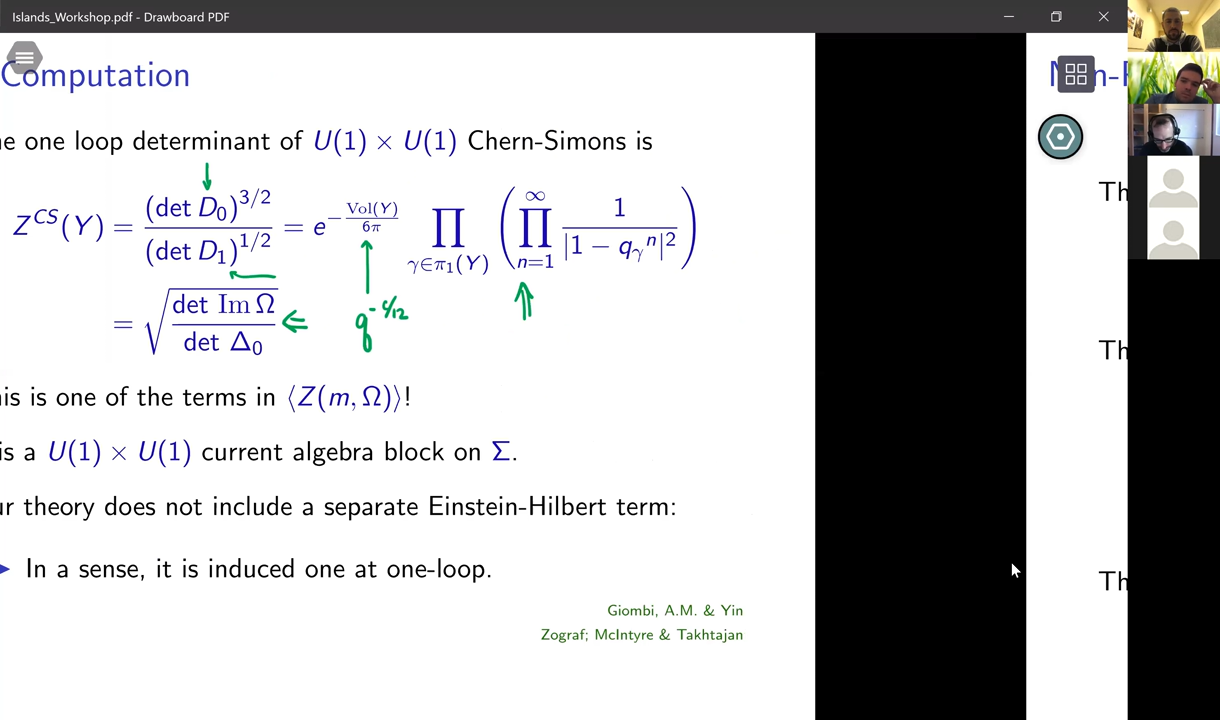 Islands_Workshop.pdf - Drawboard PDF
Computation
e one loop determinant of U(1) × U(1) Chern-Simons is
Z^{CS}(Y) = (det D_0)^{3/2} / (det D_1)^{1/2} = e^{-Vol(Y)/6π} ∏_{γ∈π_1(Y)} ( ∏_{n=1}^{∞} 1 / |1 − q_γ^n|^2 )
= √( det Im Ω / det Δ_0 )
q^{-c/12}
is is one of the terms in ⟨Z(m, Ω)⟩!
is a U(1) × U(1) current algebra block on Σ.
ur theory does not include a separate Einstein-Hilbert term:
In a sense, it is induced one at one-loop.
Giombi, A.M. & Yin
Zograf; McIntyre & Takhtajan
Th
Th
Th